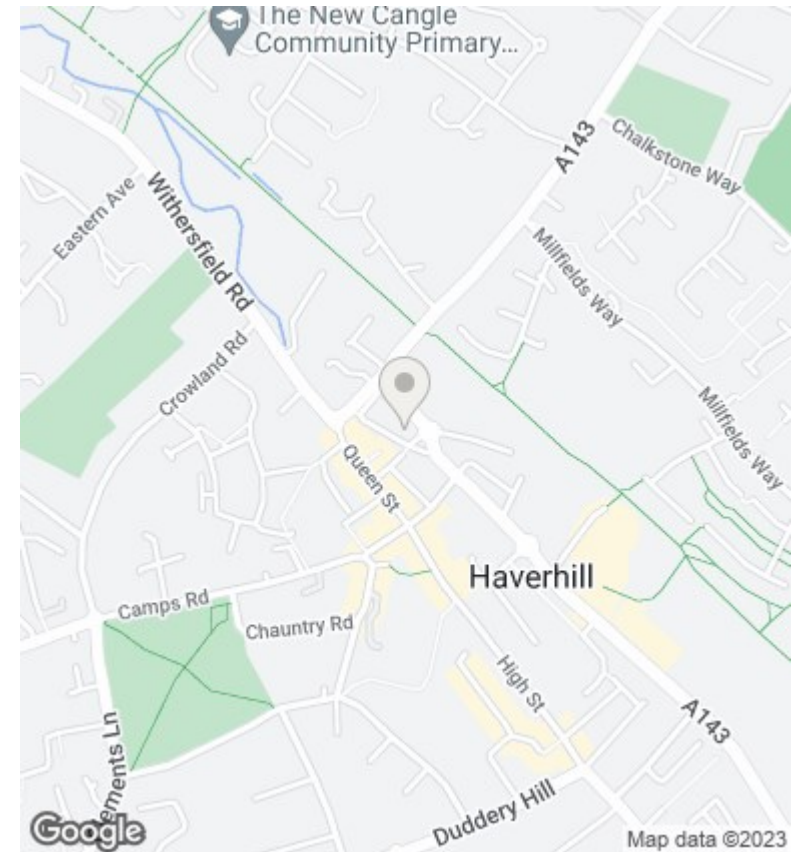 The New Cangle
Community Primary...
A143
Chalkstone Way
Eastern Ave
Withersfield Rd
Millfields Way
Crowland Rd
Millfields Way
Queen St
Haverhill
Camps Rd
Chauntry Rd
High St
A143
ements Ln
Duddery Hill
Google
Map data ©2023